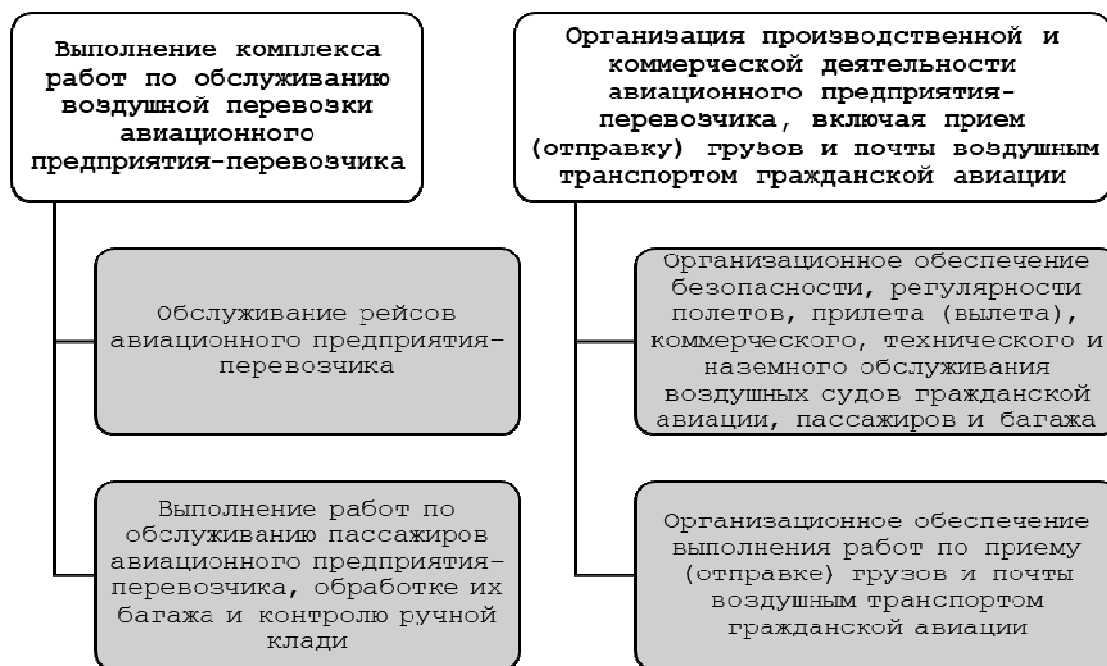 Выполнение комплекса
работ по обслуживанию
воздушной перевозки
авиационного
предприятия-перевозчика
Обслуживание рейсов
авиационного предприятия-
перевозчика
Выполнение работ по
обслуживанию пассажиров
авиационного предприятия-
перевозчика, обработке их
багажа и контролю ручной
клади
Организация производственной и
коммерческой деятельности
авиационного предприятия-
перевозчика, включая прием
(отправку) грузов и почты воздушным
транспортом гражданской авиации
Организационное обеспечение
безопасности, регулярности
полетов, прилета (вылета),
коммерческого, технического и
наземного обслуживания
воздушных судов гражданской
авиации, пассажиров и багажа
Организационное обеспечение
выполнения работ по приему
(отправке) грузов и почты
воздушным транспортом
гражданской авиации